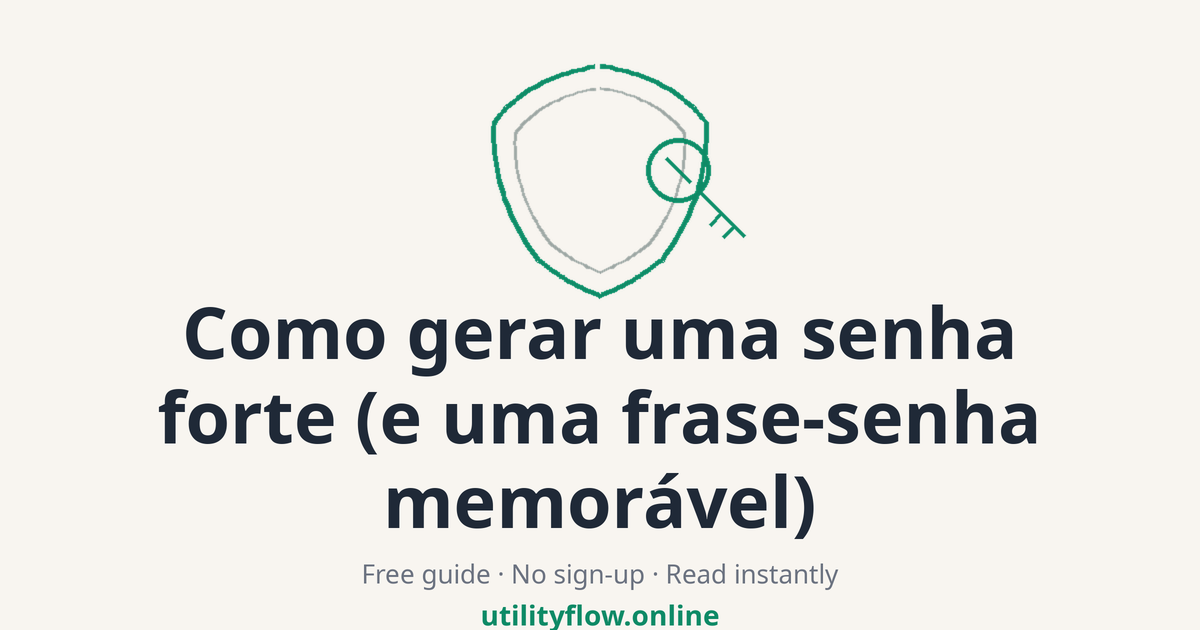 Como gerar uma senha
forte (e uma frase-senha
memorável)
Free guide · No sign-up · Read instantly
utilityflow.online